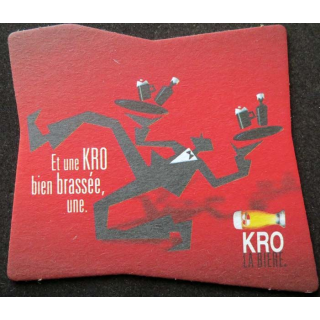 Et une KRO
bien brassée,
une.
KRO
LA BIÈRE.